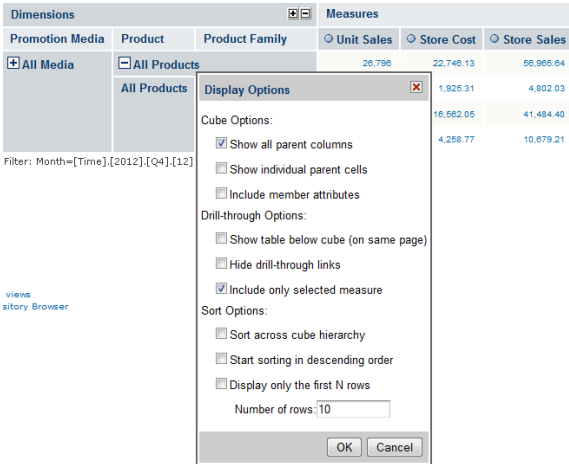 Dimensions Measures
Promotion Media Product Product Family Unit Sales Store Cost Store Sales
All Media All Products 26,796 22,746.13 56,965.64
All Products 1,925.31 4,802.03
16,562.05 41,484.40
4,258.77 10,679.21
Filter: Month=[Time].[2012].[Q4].[12]
views
sitory Browser
Display Options
Cube Options:
Show all parent columns
Show individual parent cells
Include member attributes
Drill-through Options:
Show table below cube (on same page)
Hide drill-through links
Include only selected measure
Sort Options:
Sort across cube hierarchy
Start sorting in descending order
Display only the first N rows
Number of rows: 10
OK Cancel